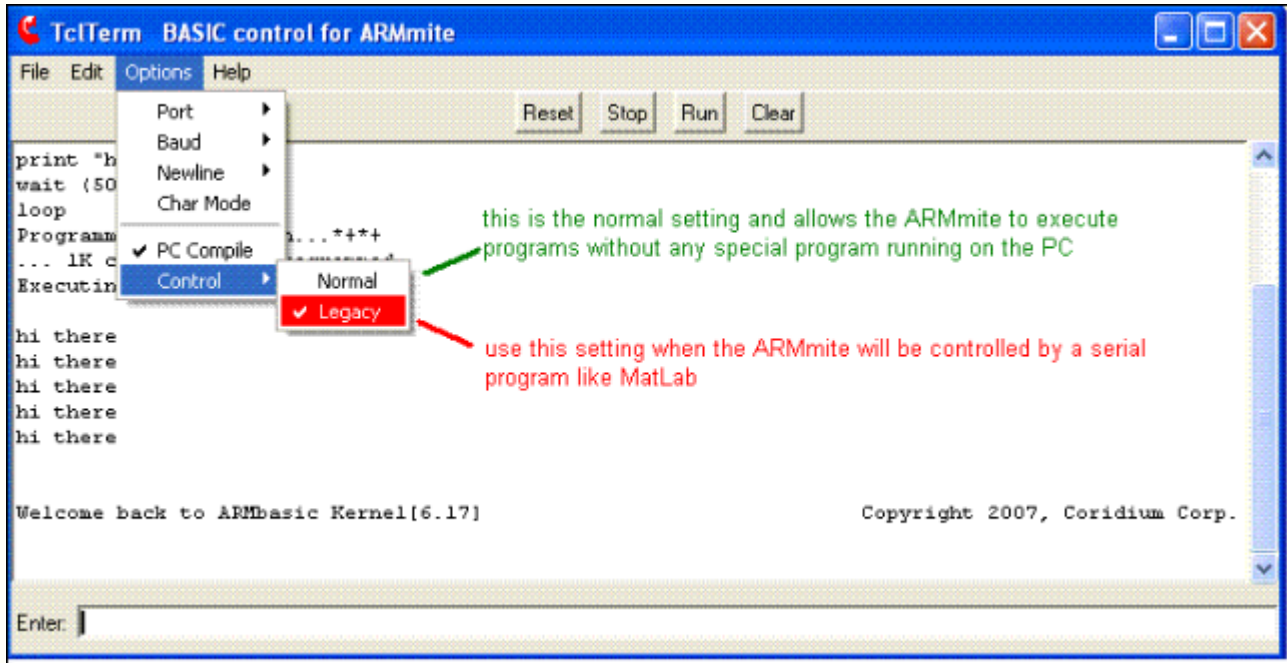 TclTerm BASIC control for ARMmite
File Edit Options Help
Reset Stop Run Clear
Port
Baud
Newline
Char Mode
PC Compile
Control
Normal
Legacy
print "h
wait (50
loop
Programm ...*+*+
... 1K c
Executin
this is the normal setting and allows the ARMmite to execute
programs without any special program running on the PC
use this setting when the ARMmite will be controlled by a serial
program like MatLab
hi there
hi there
hi there
hi there
hi there
Welcome back to ARMbasic Kernel[6.17] Copyright 2007, Coridium Corp.
Enter: